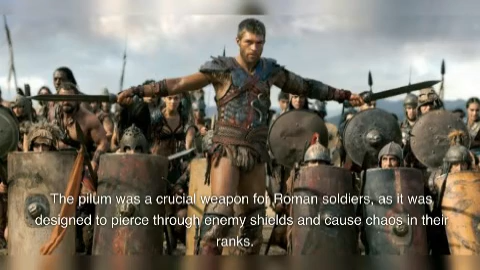 The pilum was a crucial weapon for Roman soldiers, as it was
designed to pierce through enemy shields and cause chaos in their
ranks.